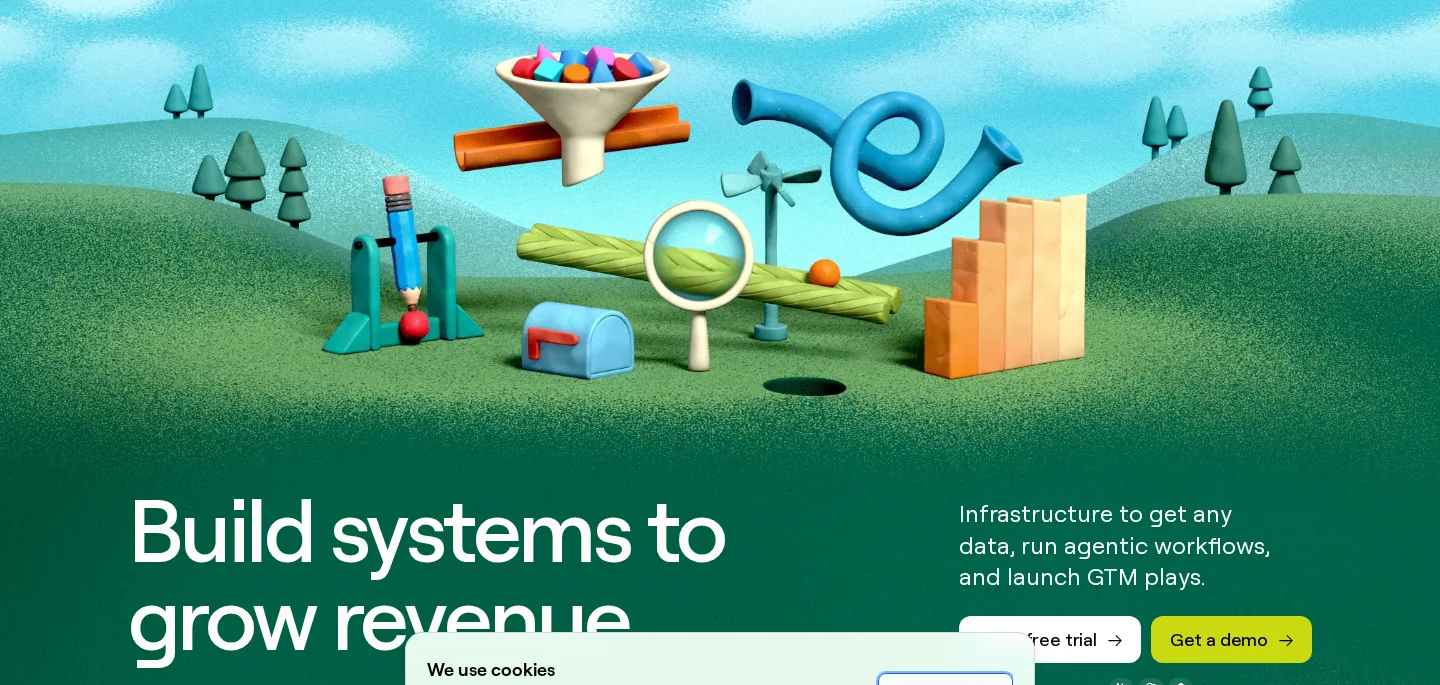 Build systems to
grow revenue
Infrastructure to get any
data, run agentic workflows,
and launch GTM plays.
free trial
Get a demo
We use cookies